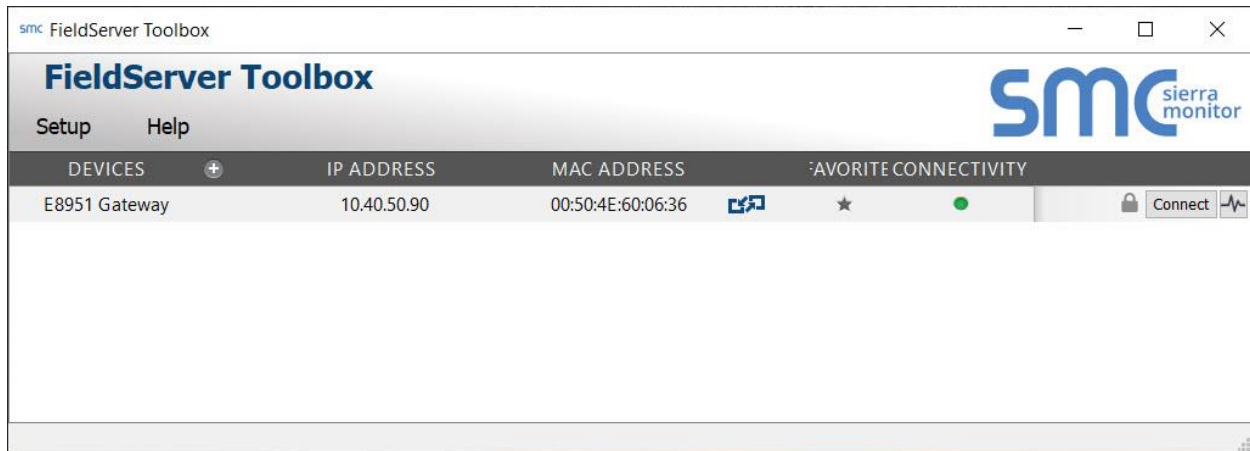 smc FieldServer Toolbox
FieldServer Toolbox
smc sierra monitor
Setup Help
DEVICES IP ADDRESS MAC ADDRESS FAVORITE CONNECTIVITY
E8951 Gateway 10.40.50.90 00:50:4E:60:06:36 Connect